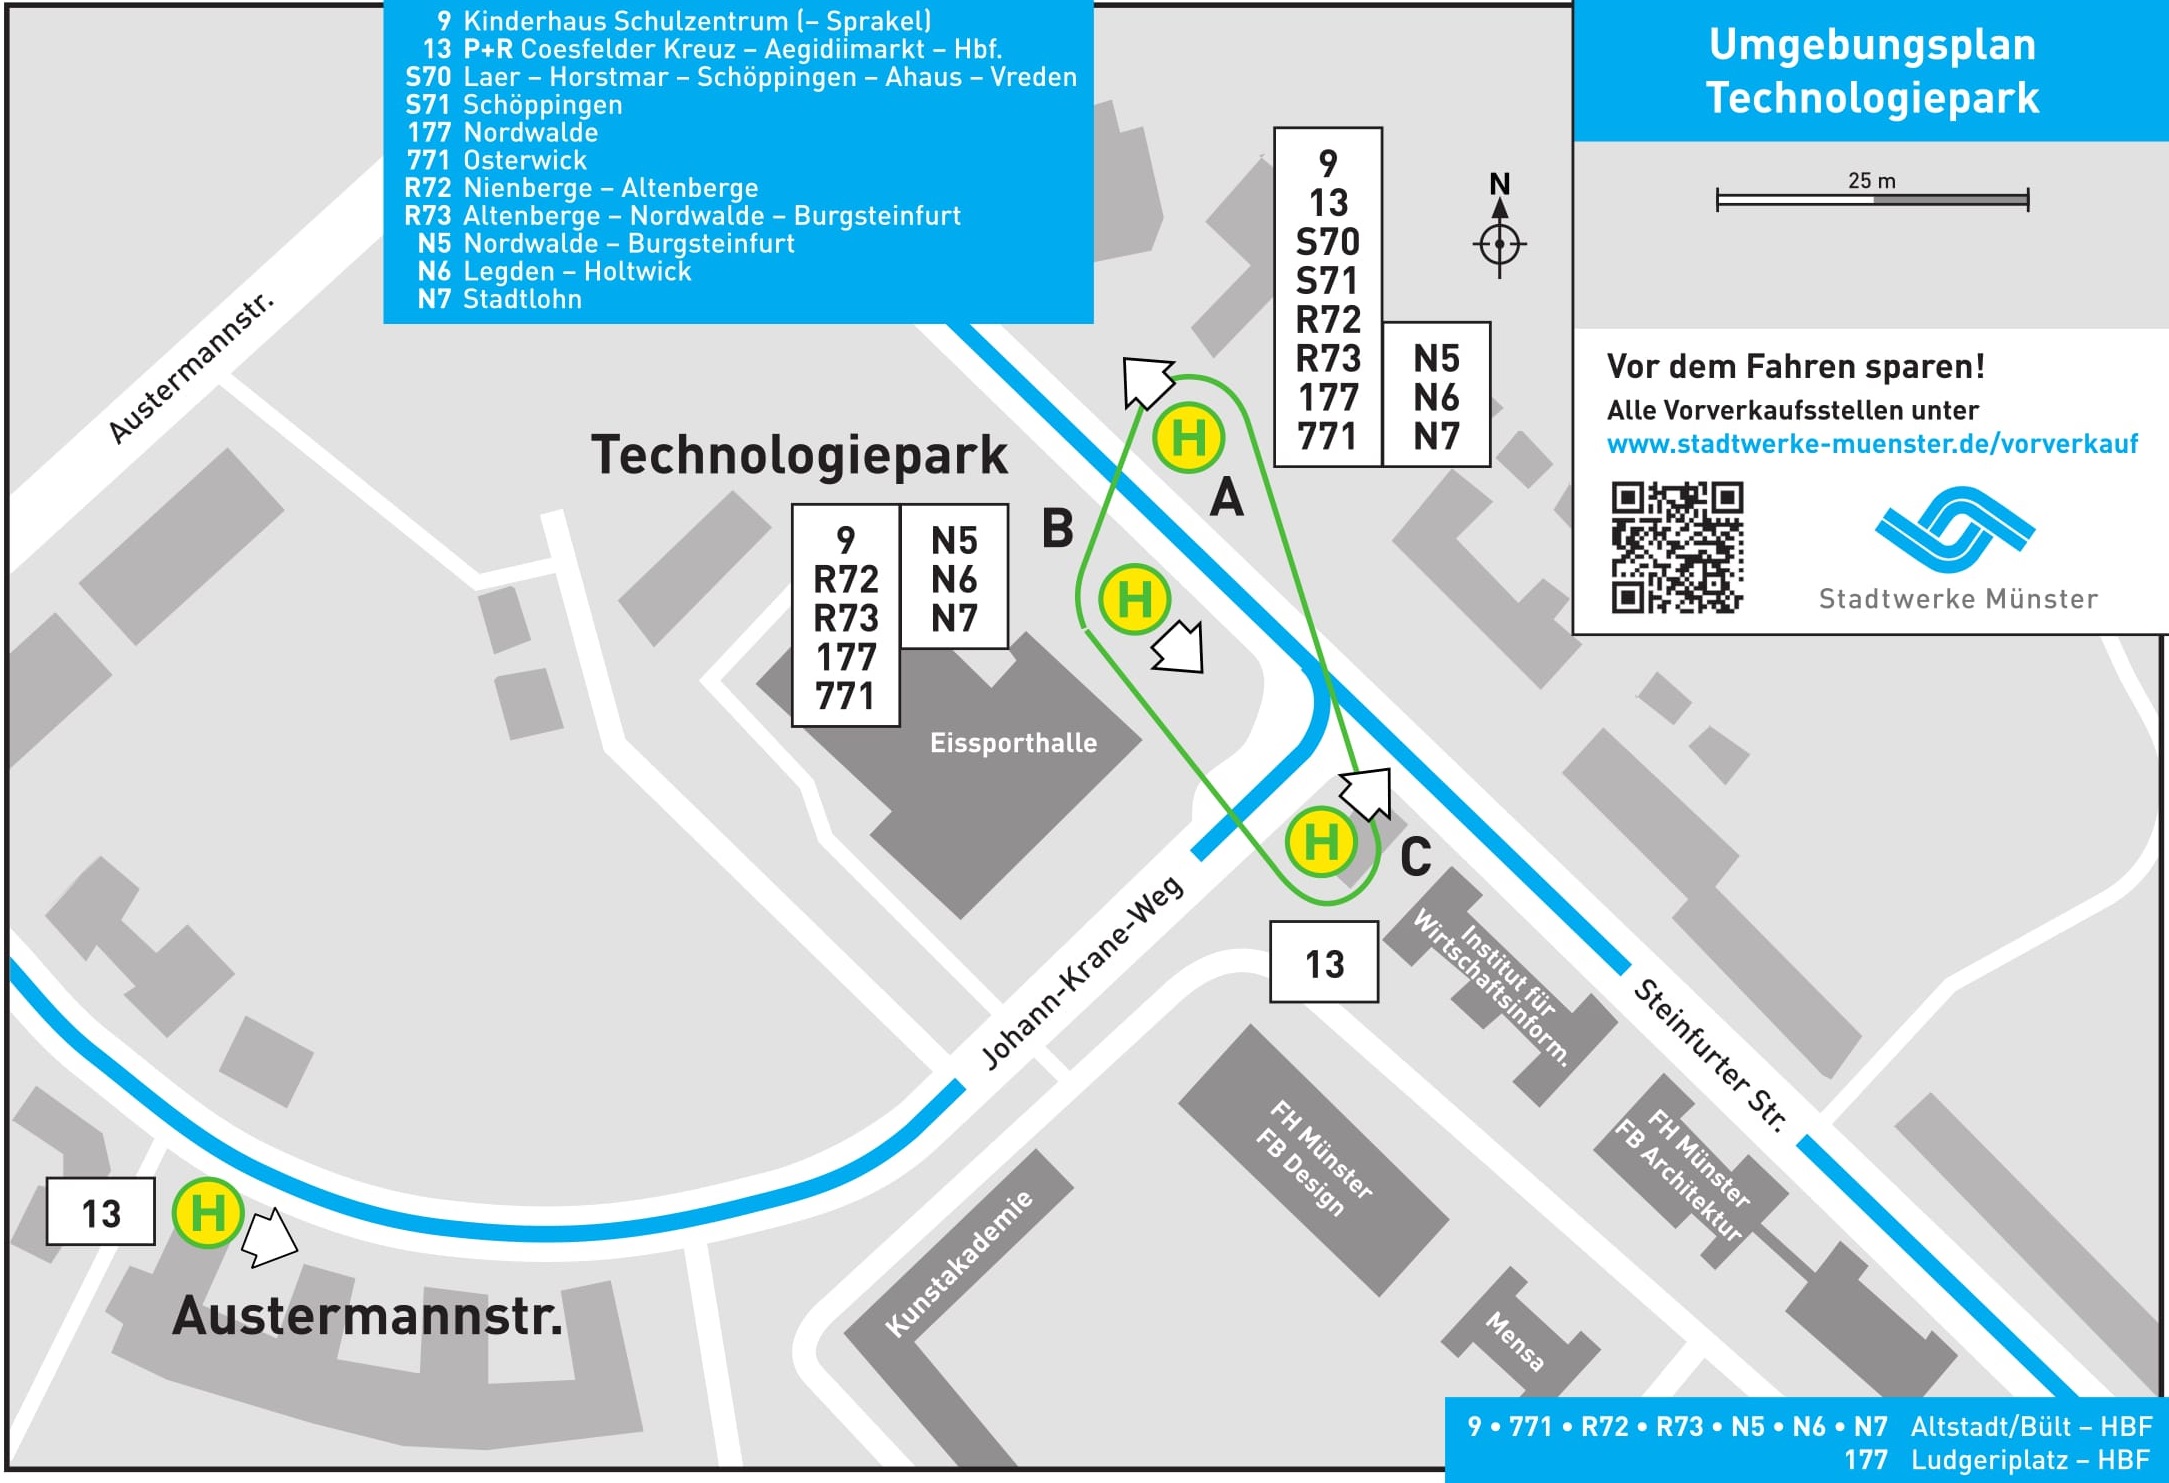 9 Kinderhaus Schulzentrum (– Sprakel)
13 P+R Coesfelder Kreuz – Aegidiimarkt – Hbf.
S70 Laer – Horstmar – Schöppingen – Ahaus – Vreden
S71 Schöppingen
177 Nordwalde
771 Osterwick
R72 Nienberge – Altenberge
R73 Altenberge – Nordwalde – Burgsteinfurt
N5 Nordwalde – Burgsteinfurt
N6 Legden – Holtwick
N7 Stadtlohn
Umgebungsplan
Technologiepark
25 m
Vor dem Fahren sparen!
Alle Vorverkaufsstellen unter
www.stadtwerke-muenster.de/vorverkauf
Stadtwerke Münster
N
9
13
S70
S71
R72
R73 N5
177 N6
771 N7
Austermannstr.
Technologiepark
H
A
B
9 N5
R72 N6
R73 N7
177
771
H
Eissporthalle
H
C
13
Johann-Krane-Weg
Institut für
Wirtschaftsinform.
Steinfurter Str.
FH Münster
FB Design
FH Münster
FB Architektur
Kunstakademie
Mensa
13
H
Austermannstr.
9 • 771 • R72 • R73 • N5 • N6 • N7 Altstadt/Bült – HBF
177 Ludgeriplatz – HBF